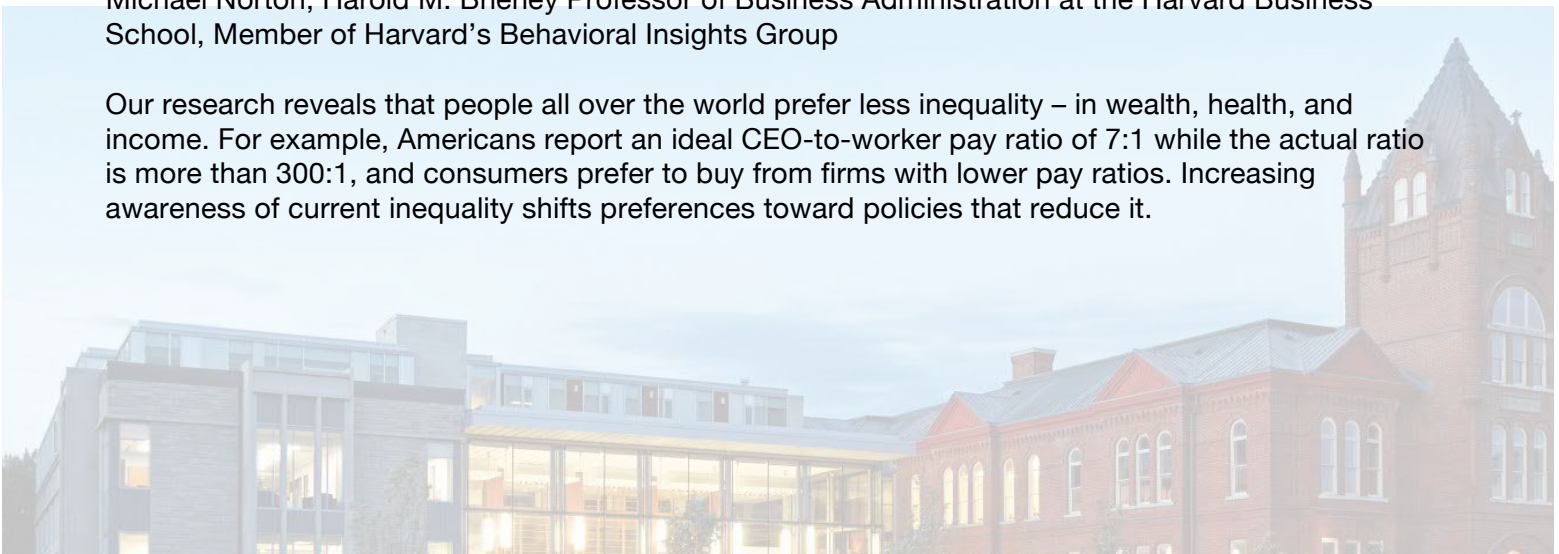 Michael Norton, Harold M. Brierley Professor of Business Administration at the Harvard Business
School, Member of Harvard's Behavioral Insights Group
Our research reveals that people all over the world prefer less inequality – in wealth, health, and
income. For example, Americans report an ideal CEO-to-worker pay ratio of 7:1 while the actual ratio
is more than 300:1, and consumers prefer to buy from firms with lower pay ratios. Increasing
awareness of current inequality shifts preferences toward policies that reduce it.